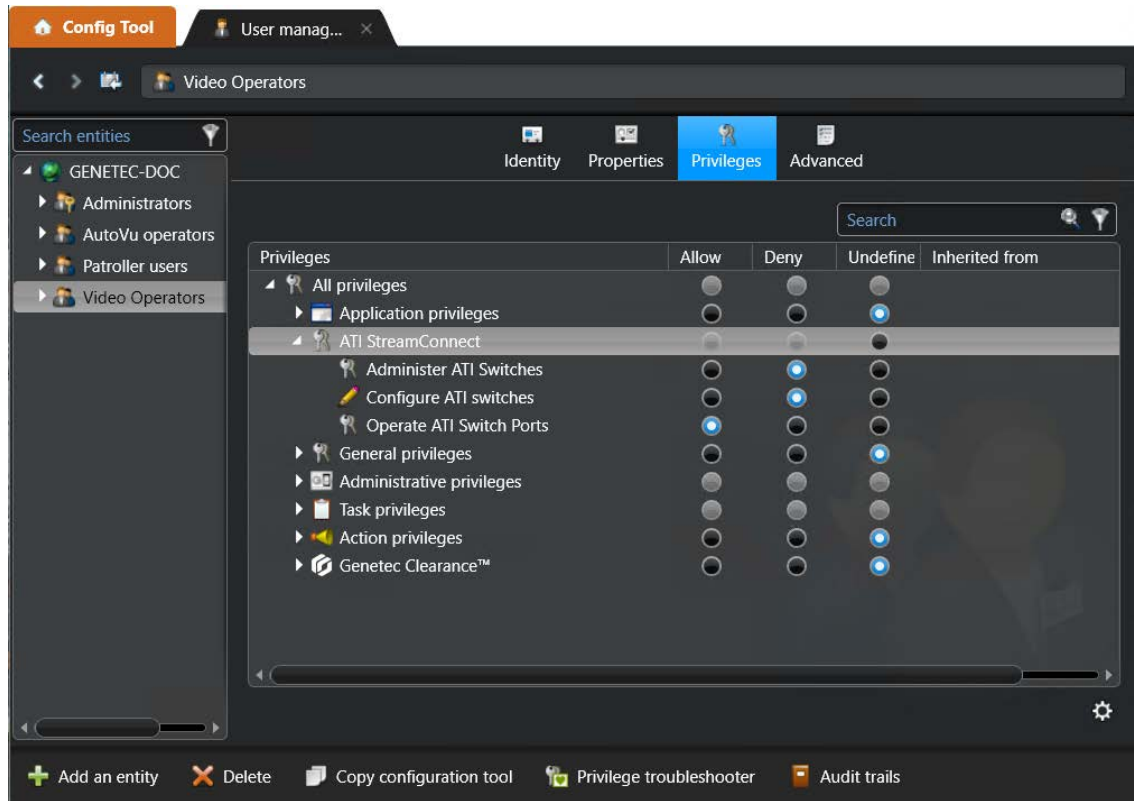 Config Tool
User manag...
Video Operators
Search entities
GENETEC-DOC
Administrators
AutoVu operators
Patroller users
Video Operators
Identity Properties Privileges Advanced
Search
Privileges Allow Deny Undefine Inherited from
All privileges
Application privileges
ATI StreamConnect
Administer ATI Switches
Configure ATI switches
Operate ATI Switch Ports
General privileges
Administrative privileges
Task privileges
Action privileges
Genetec Clearance™
Add an entity Delete Copy configuration tool Privilege troubleshooter Audit trails